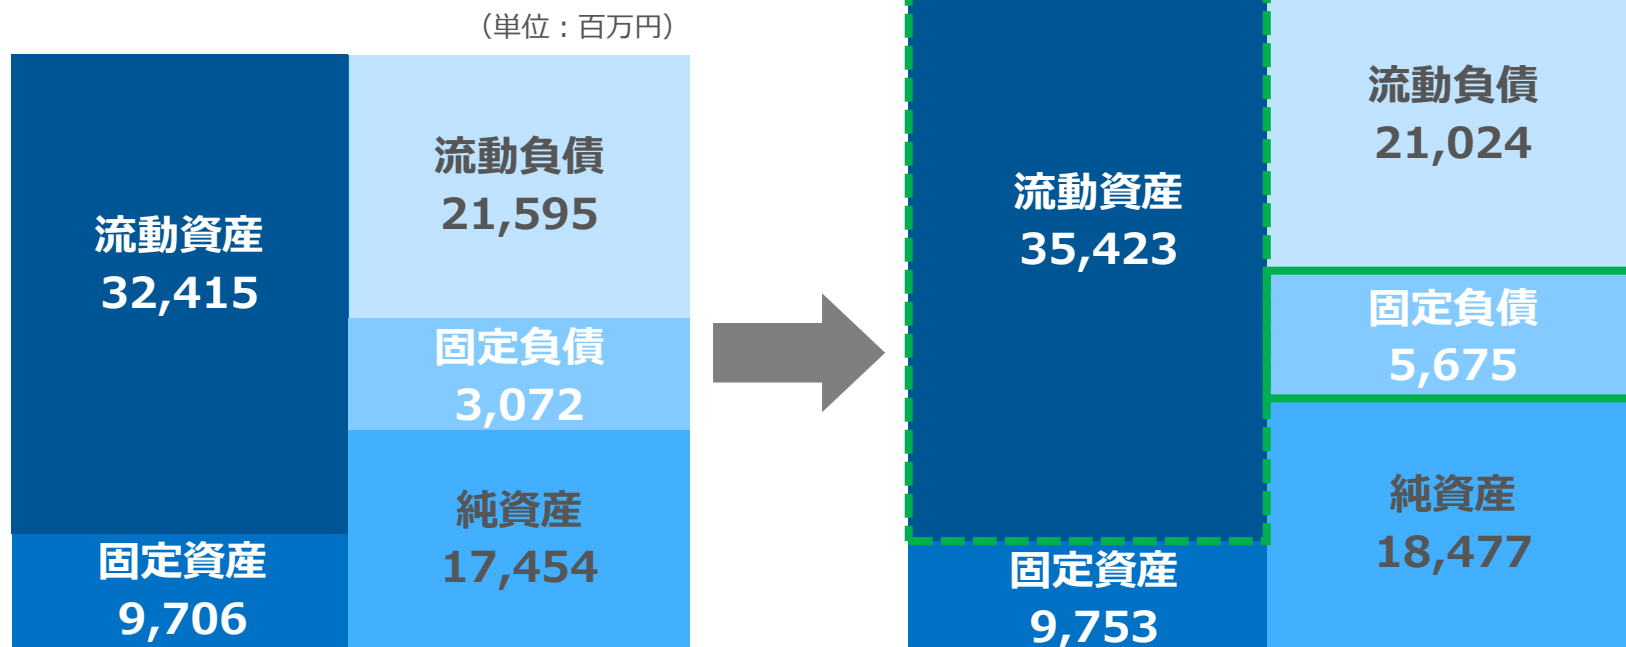 （単位：百万円）
流動資産
32,415
固定資産
9,706
流動負債
21,595
固定負債
3,072
純資産
17,454
流動資産
35,423
固定資産
9,753
流動負債
21,024
固定負債
5,675
純資産
18,477